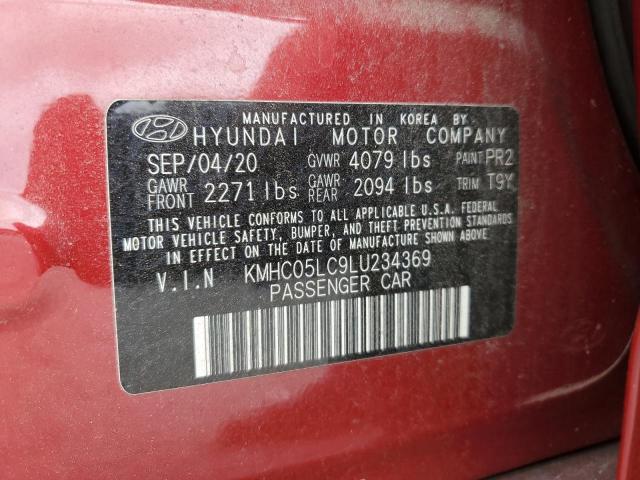 MANUFACTURED IN KOREA BY
HYUNDAI MOTOR COMPANY
SEP/04/20 GVWR 4079 lbs PAINT PR2
GAWR FRONT 2271 lbs GAWR REAR 2094 lbs TRIM T9Y
THIS VEHICLE CONFORMS TO ALL APPLICABLE U.S.A. FEDERAL
MOTOR VEHICLE SAFETY, BUMPER, AND THEFT PREVENTION STANDARDS
IN EFFECT ON THE DATE OF MANUFACTURE SHOWN ABOVE.
V.I.N KMHC05LC9LU234369
PASSENGER CAR